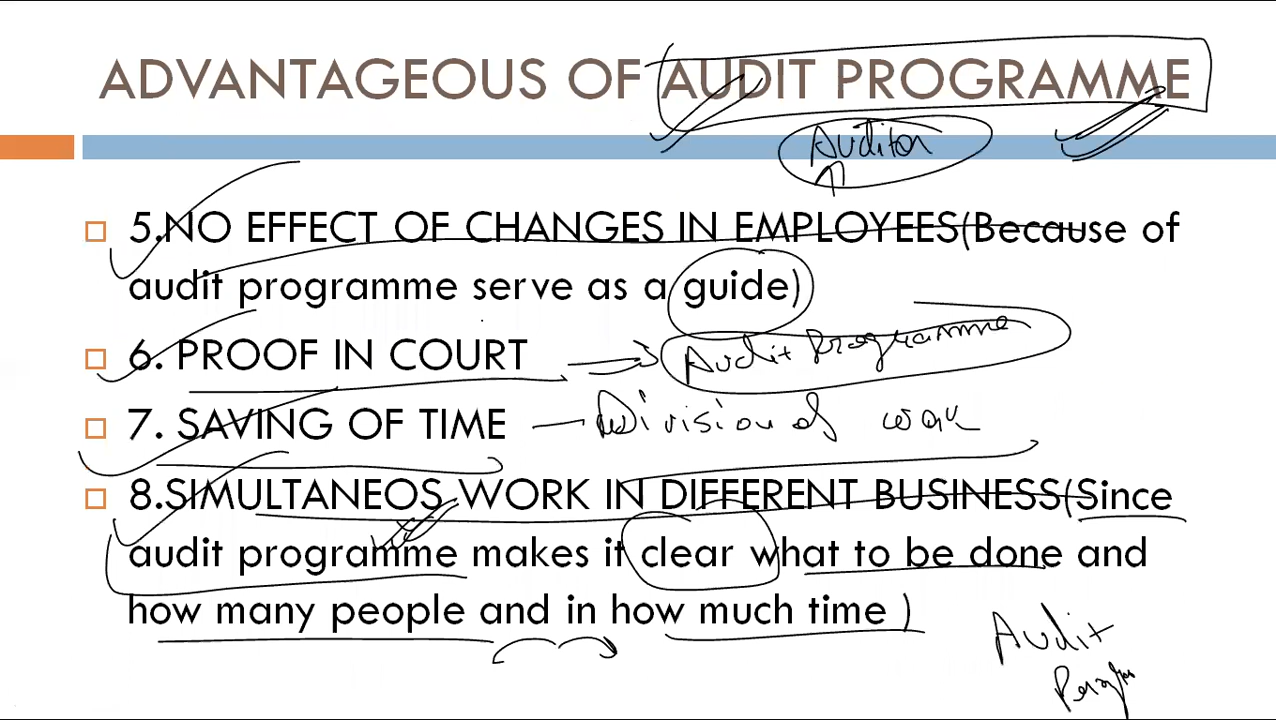 ADVANTAGEOUS OF AUDIT PROGRAMME
Auditor
5.NO EFFECT OF CHANGES IN EMPLOYEES(Because of
audit programme serve as a guide)
6. PROOF IN COURT Audit Programme
7. SAVING OF TIME Division of work
8.SIMULTANEOS WORK IN DIFFERENT BUSINESS(Since
audit programme makes it clear what to be done and
how many people and in how much time )
Audit